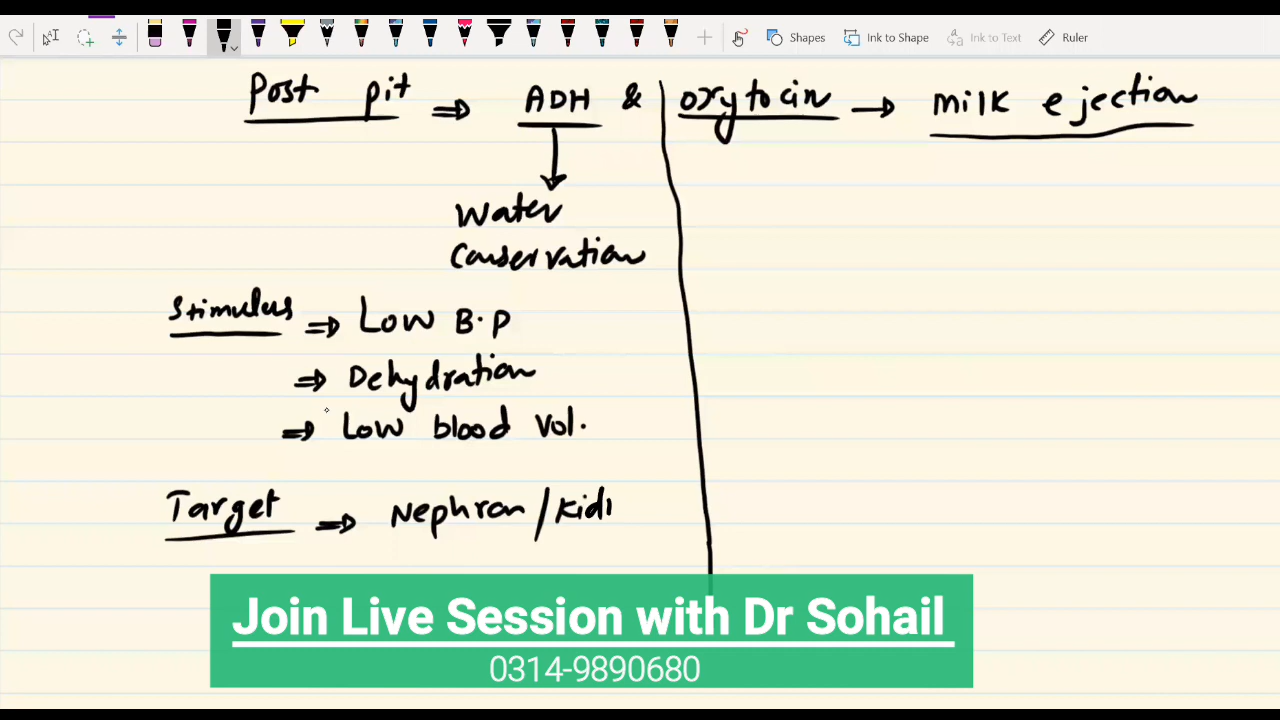 Shapes Ink to Shape Ink to Text Ruler
Post pit ⇒ ADH & oxytocin → milk ejection
Water
Conservation
Stimulus ⇒ Low B.P
⇒ Dehydration
⇒ Low blood vol.
Target ⇒ Nephron/Kid
Join Live Session with Dr Sohail
0314-9890680